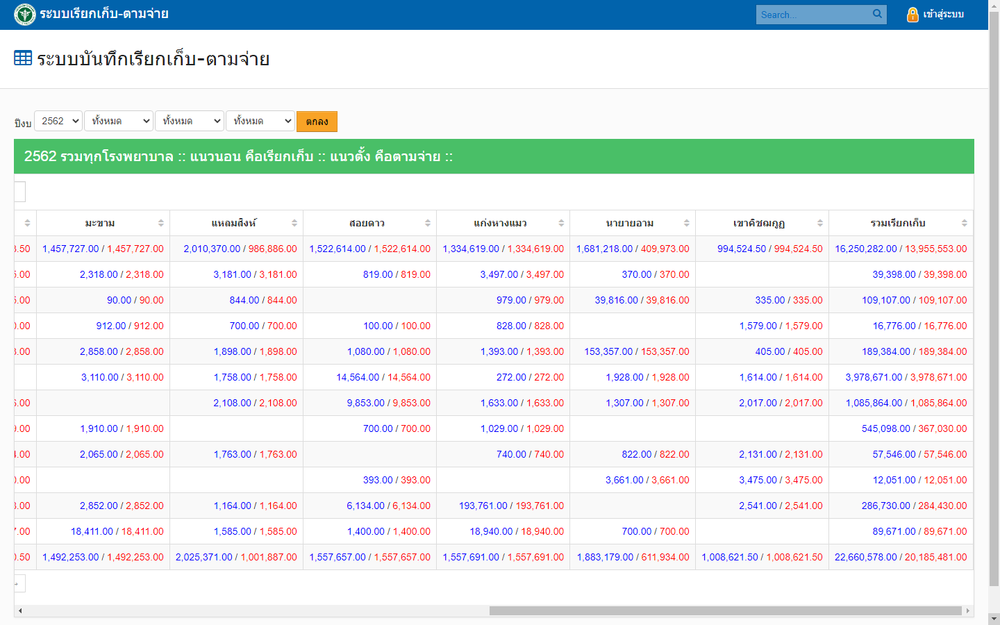 ระบบเรียกเก็บ-ตามจ่าย
Search...
เข้าสู่ระบบ
ระบบบันทึกเรียกเก็บ-ตามจ่าย
ปีงบ 2562 ทั้งหมด ทั้งหมด ทั้งหมด ตกลง
2562 รวมทุกโรงพยาบาล :: แนวนอน คือเรียกเก็บ :: แนวตั้ง คือตามจ่าย ::
มะขาม แหลมสิงห์ สอยดาว แก่งหางแมว นายายอาม เขาคิชฌกูฏ รวมเรียกเก็บ
3.50 1,457,727.00 / 1,457,727.00 2,010,370.00 / 986,886.00 1,522,614.00 / 1,522,614.00 1,334,619.00 / 1,334,619.00 1,681,218.00 / 409,973.00 994,524.50 / 994,524.50 16,250,282.00 / 13,955,553.00
5.00 2,318.00 / 2,318.00 3,181.00 / 3,181.00 819.00 / 819.00 3,497.00 / 3,497.00 370.00 / 370.00 39,398.00 / 39,398.00
5.00 90.00 / 90.00 844.00 / 844.00 979.00 / 979.00 39,816.00 / 39,816.00 335.00 / 335.00 109,107.00 / 109,107.00
0.00 912.00 / 912.00 700.00 / 700.00 100.00 / 100.00 828.00 / 828.00 1,579.00 / 1,579.00 16,776.00 / 16,776.00
3.00 2,858.00 / 2,858.00 1,898.00 / 1,898.00 1,080.00 / 1,080.00 1,393.00 / 1,393.00 153,357.00 / 153,357.00 405.00 / 405.00 189,384.00 / 189,384.00
3,110.00 / 3,110.00 1,758.00 / 1,758.00 14,564.00 / 14,564.00 272.00 / 272.00 1,928.00 / 1,928.00 1,614.00 / 1,614.00 3,978,671.00 / 3,978,671.00
6.00 2,108.00 / 2,108.00 9,853.00 / 9,853.00 1,633.00 / 1,633.00 1,307.00 / 1,307.00 2,017.00 / 2,017.00 1,085,864.00 / 1,085,864.00
9.00 1,910.00 / 1,910.00 700.00 / 700.00 1,029.00 / 1,029.00 545,098.00 / 367,030.00
4.00 2,065.00 / 2,065.00 1,763.00 / 1,763.00 740.00 / 740.00 822.00 / 822.00 2,131.00 / 2,131.00 57,546.00 / 57,546.00
0.00 393.00 / 393.00 3,661.00 / 3,661.00 3,475.00 / 3,475.00 12,051.00 / 12,051.00
3.00 2,852.00 / 2,852.00 1,164.00 / 1,164.00 6,134.00 / 6,134.00 193,761.00 / 193,761.00 2,541.00 / 2,541.00 286,730.00 / 284,430.00
7.00 18,411.00 / 18,411.00 1,585.00 / 1,585.00 1,400.00 / 1,400.00 18,940.00 / 18,940.00 700.00 / 700.00 89,671.00 / 89,671.00
0.50 1,492,253.00 / 1,492,253.00 2,025,371.00 / 1,001,887.00 1,557,657.00 / 1,557,657.00 1,557,691.00 / 1,557,691.00 1,883,179.00 / 611,934.00 1,008,621.50 / 1,008,621.50 22,660,578.00 / 20,185,481.00